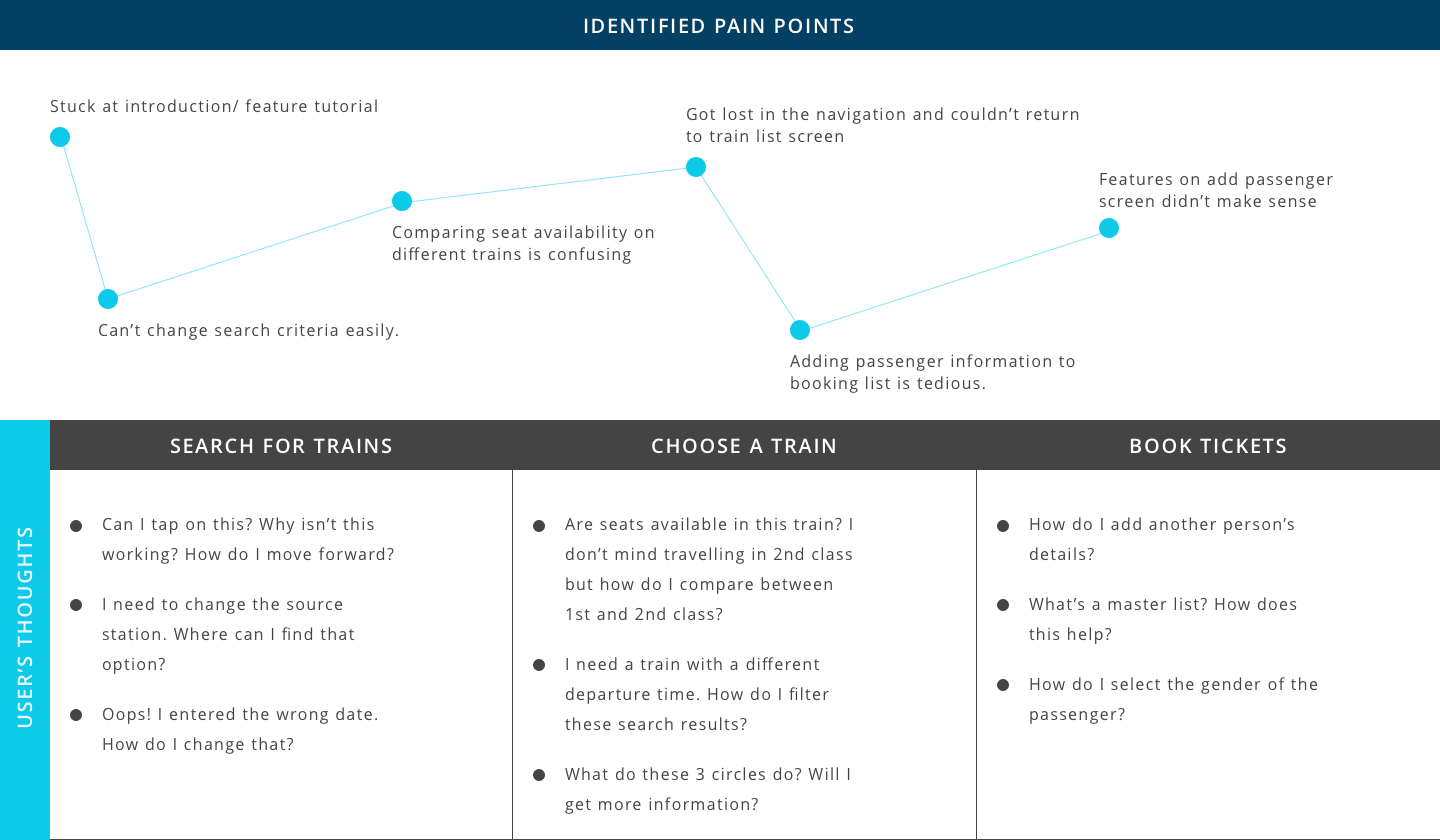 IDENTIFIED PAIN POINTS
Stuck at introduction/ feature tutorial
Can’t change search criteria easily.
Comparing seat availability on
different trains is confusing
Got lost in the navigation and couldn’t return
to train list screen
Adding passenger information to
booking list is tedious.
Features on add passenger
screen didn’t make sense
USER’S THOUGHTS
SEARCH FOR TRAINS
Can I tap on this? Why isn’t this
working? How do I move forward?
I need to change the source
station. Where can I find that
option?
Oops! I entered the wrong date.
How do I change that?
CHOOSE A TRAIN
Are seats available in this train? I
don’t mind travelling in 2nd class
but how do I compare between
1st and 2nd class?
I need a train with a different
departure time. How do I filter
these search results?
What do these 3 circles do? Will I
get more information?
BOOK TICKETS
How do I add another person’s
details?
What’s a master list? How does
this help?
How do I select the gender of the
passenger?